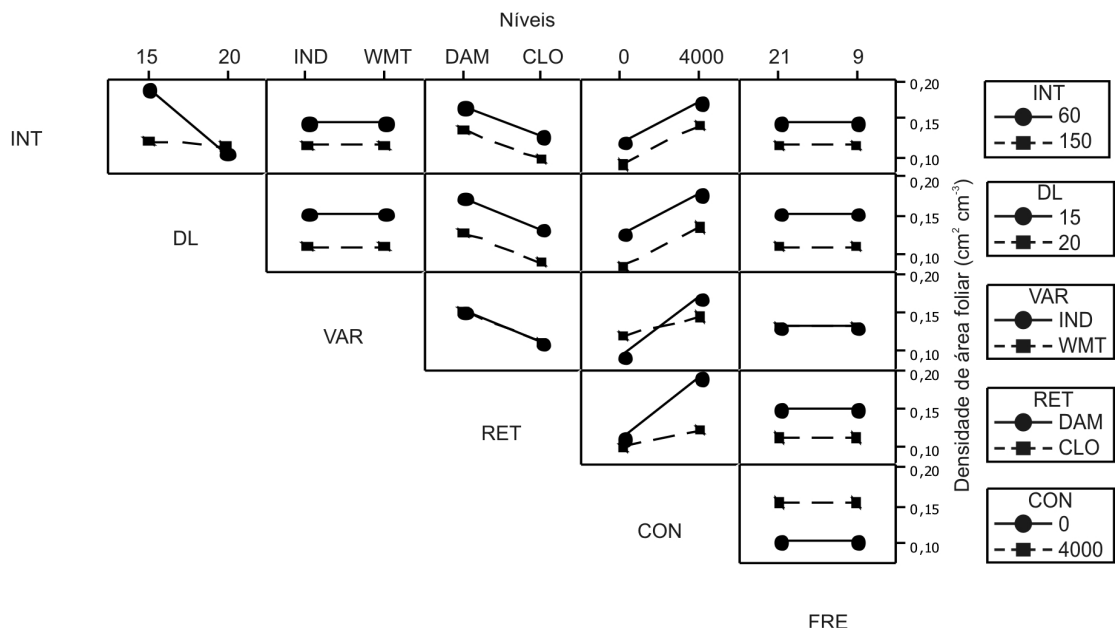 Níveis
15 20 IND WMT DAM CLO 0 4000 21 9
INT
0,20
0,15
0,10
INT
60
150
DL
0,20
0,15
0,10
DL
15
20
VAR
0,20
0,15
0,10
VAR
IND
WMT
RET
0,20
0,15
0,10
RET
DAM
CLO
CON
0,20
0,15
0,10
CON
0
4000
FRE
Densidade de área foliar (cm² cm⁻³)